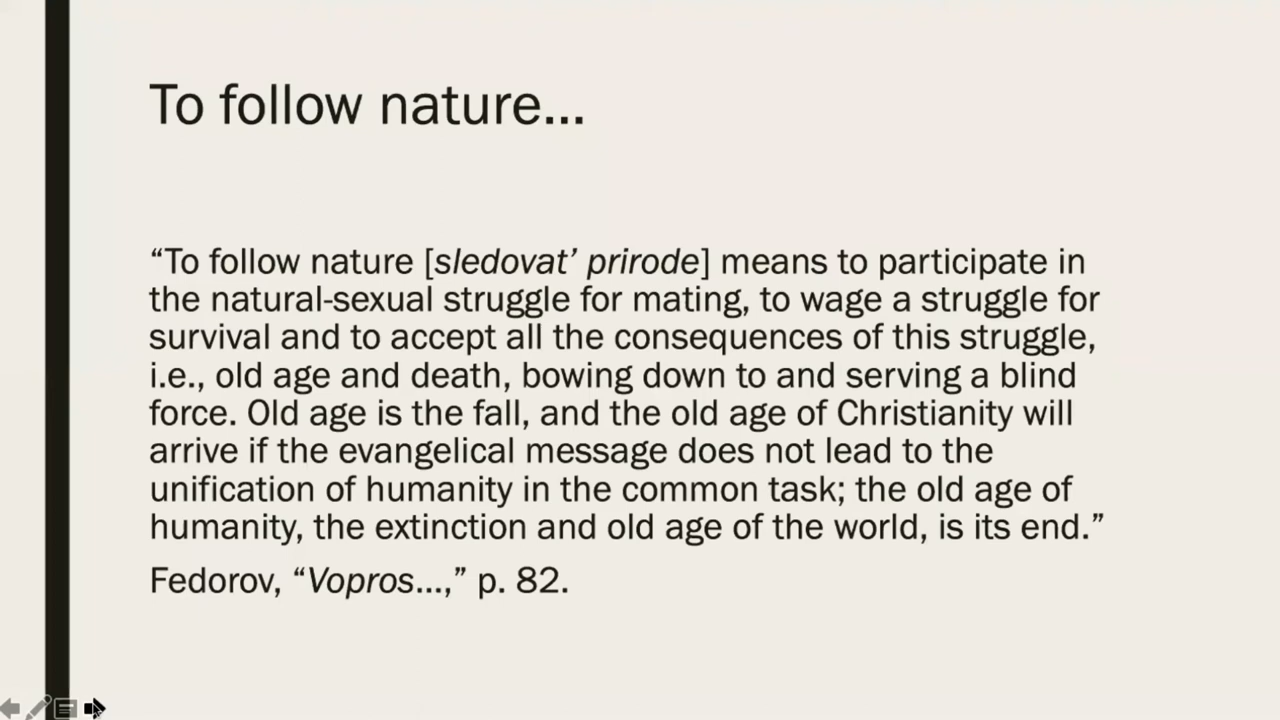 To follow nature...
“To follow nature [sledovat’ prirode] means to participate in
the natural-sexual struggle for mating, to wage a struggle for
survival and to accept all the consequences of this struggle,
i.e., old age and death, bowing down to and serving a blind
force. Old age is the fall, and the old age of Christianity will
arrive if the evangelical message does not lead to the
unification of humanity in the common task; the old age of
humanity, the extinction and old age of the world, is its end.”
Fedorov, “Vopros...,” p. 82.